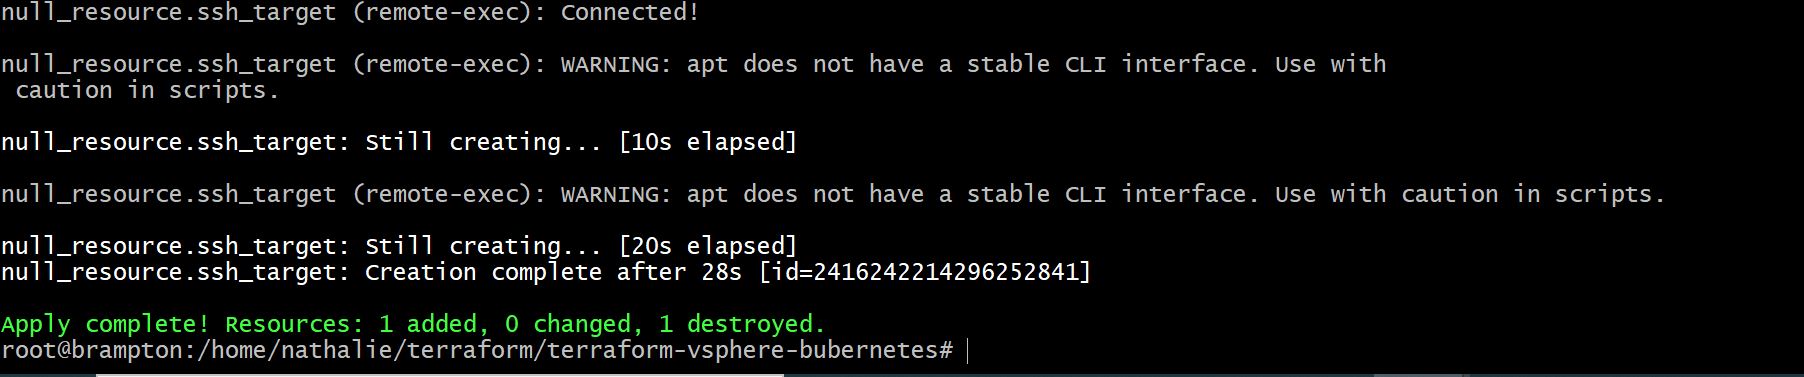 null_resource.ssh_target (remote-exec): Connected!
null_resource.ssh_target (remote-exec): WARNING: apt does not have a stable CLI interface. Use with
 caution in scripts.
null_resource.ssh_target: Still creating... [10s elapsed]
null_resource.ssh_target (remote-exec): WARNING: apt does not have a stable CLI interface. Use with caution in scripts.
null_resource.ssh_target: Still creating... [20s elapsed]
null_resource.ssh_target: Creation complete after 28s [id=2416242214296252841]
Apply complete! Resources: 1 added, 0 changed, 1 destroyed.
root@brampton:/home/nathalie/terraform/terraform-vsphere-bubernetes#